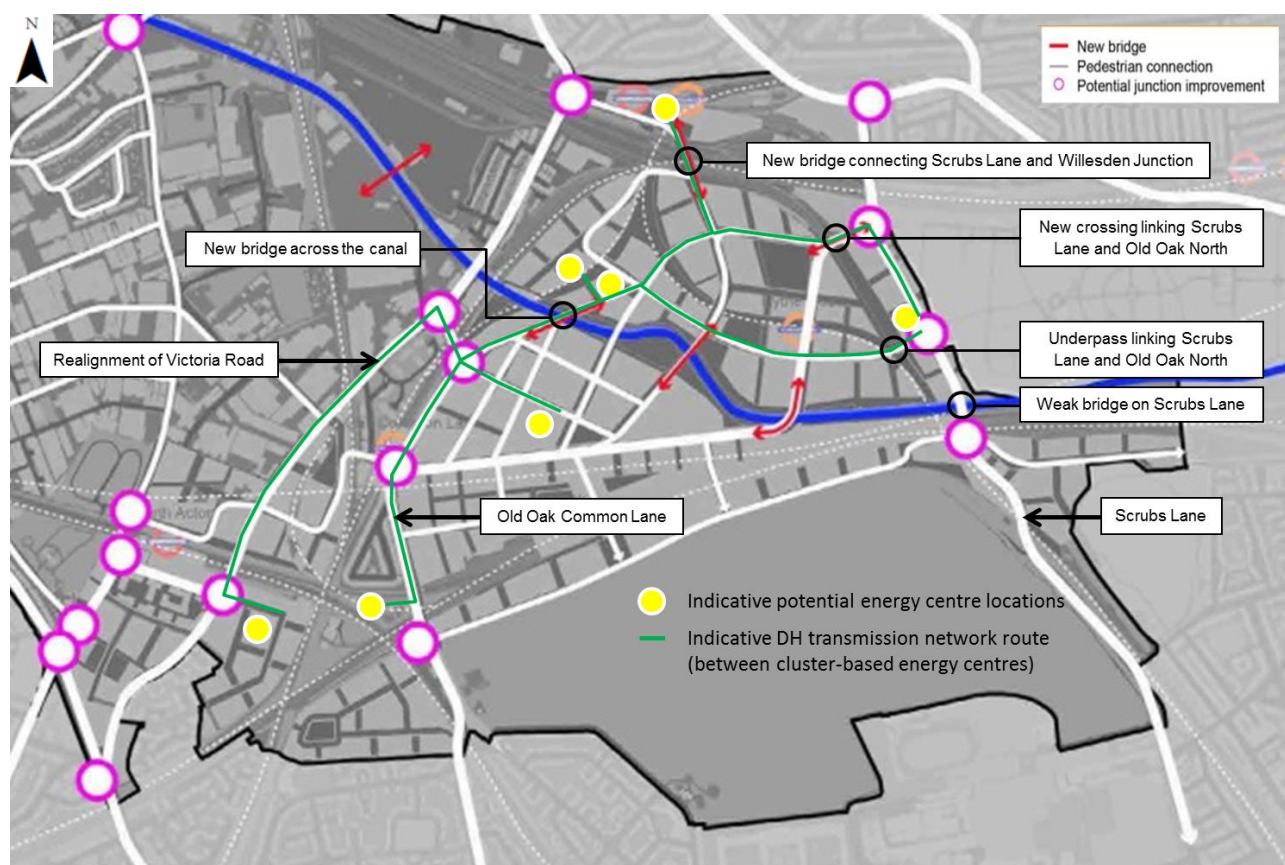 N
New bridge
Pedestrian connection
Potential junction improvement
New bridge connecting Scrubs Lane and Willesden Junction
New bridge across the canal
New crossing linking Scrubs
Lane and Old Oak North
Realignment of Victoria Road
Underpass linking Scrubs
Lane and Old Oak North
Weak bridge on Scrubs Lane
Old Oak Common Lane
Scrubs Lane
Indicative potential energy centre locations
Indicative DH transmission network route
(between cluster-based energy centres)